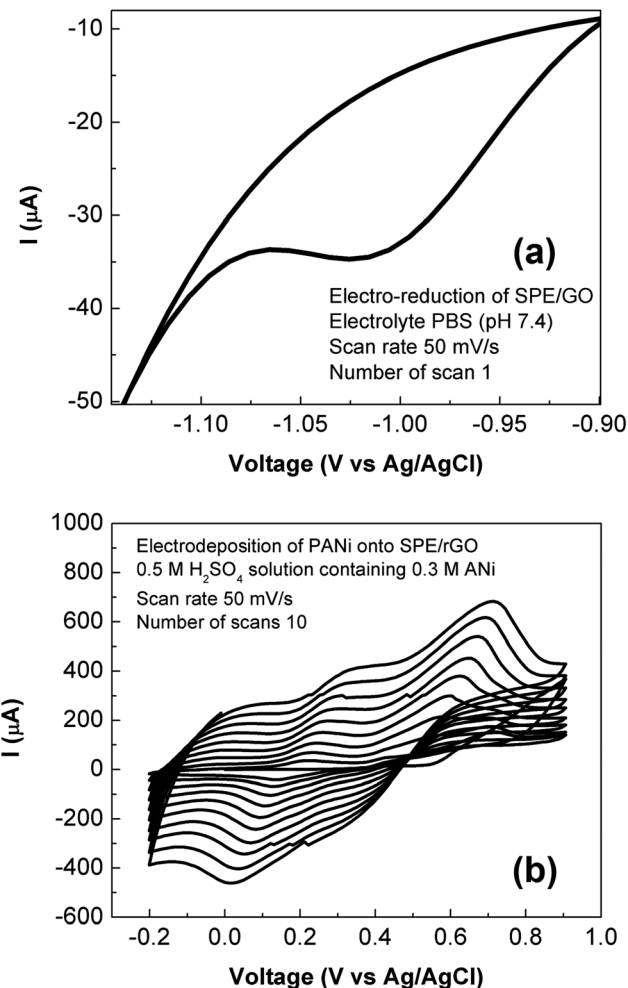 -10
-20
-30
-40
-50
I (μA)
(a)
Electro-reduction of SPE/GO
Electrolyte PBS (pH 7.4)
Scan rate 50 mV/s
Number of scan 1
-1.10 -1.05 -1.00 -0.95 -0.90
Voltage (V vs Ag/AgCl)
1000
800
600
400
200
0
-200
-400
-600
I (μA)
Electrodeposition of PANi onto SPE/rGO
0.5 M H₂SO₄ solution containing 0.3 M ANi
Scan rate 50 mV/s
Number of scans 10
(b)
-0.2 0.0 0.2 0.4 0.6 0.8 1.0
Voltage (V vs Ag/AgCl)